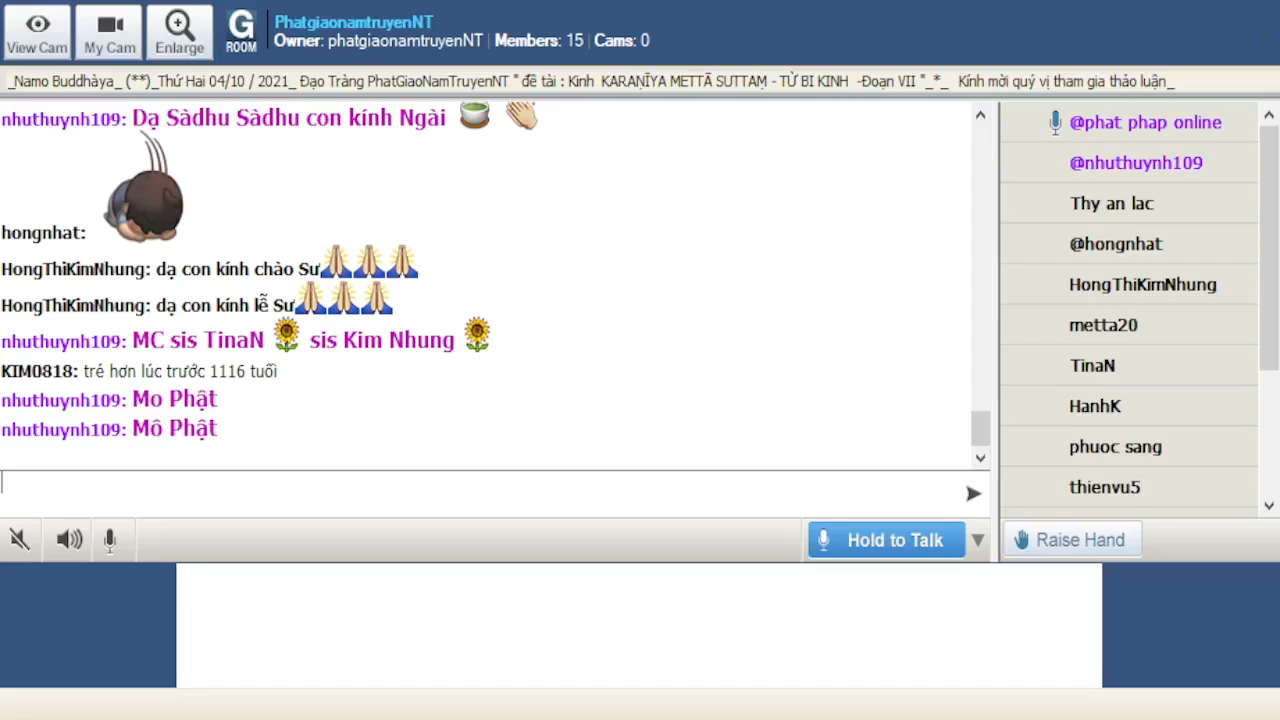 View Cam
My Cam
Enlarge
G
ROOM
PhatgiaonamtruyenNT
Owner: phatgiaonamtruyenNT | Members: 15 | Cams: 0
_Namo Buddhàya_ (**)_Thứ Hai 04/10 / 2021_ Đạo Tràng PhatGiaoNamTruyenNT " đề tài : Kinh KARAṆĪYA METTĀ SUTTAṂ - TỪ BI KINH -Đoạn VII "_*_ Kính mời quý vị tham gia thảo luận_
nhuthuynh109: Dạ Sàdhu Sàdhu con kính Ngài
hongnhat:
HongThiKimNhung: dạ con kính chào Sư
HongThiKimNhung: dạ con kính lễ Sư
nhuthuynh109: MC sis TinaN sis Kim Nhung
KIM0818: trẻ hơn lúc trước 1116 tuổi
nhuthuynh109: Mo Phật
nhuthuynh109: Mô Phật
@phat phap online
@nhuthuynh109
Thy an lac
@hongnhat
HongThiKimNhung
metta20
TinaN
HanhK
phuoc sang
thienvu5
Hold to Talk
Raise Hand